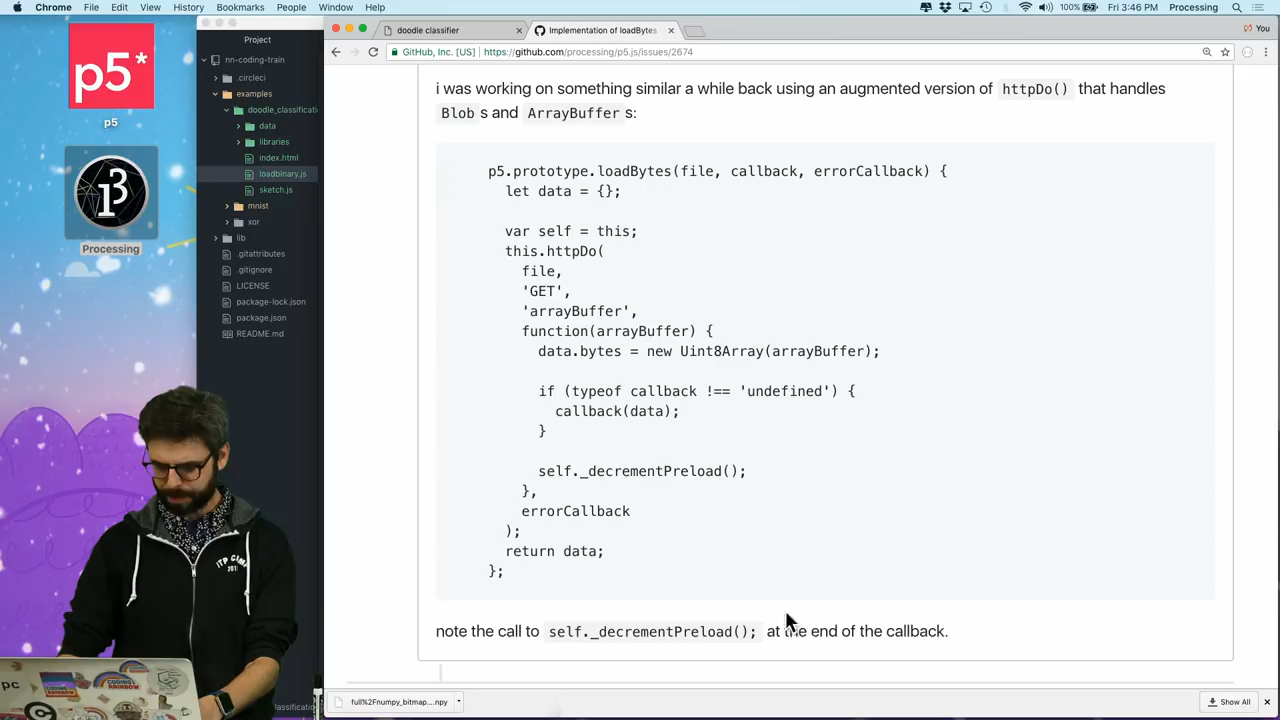 Chrome File Edit View History Bookmarks People Window Help
100% Fri 3:46 PM Processing
p5*
p5
Processing
Project
nn-coding-train
.circleci
examples
doodle_classificati
data
libraries
index.html
loadbinary.js
sketch.js
mnist
xor
lib
.gitattributes
.gitignore
LICENSE
package-lock.json
package.json
README.md
doodle classifier
Implementation of loadBytes
You
GitHub, Inc. [US] https://github.com/processing/p5.js/issues/2674
i was working on something similar a while back using an augmented version of httpDo() that handles
Blob s and ArrayBuffer s:
p5.prototype.loadBytes(file, callback, errorCallback) {
let data = {};
var self = this;
this.httpDo(
file,
'GET',
'arrayBuffer',
function(arrayBuffer) {
data.bytes = new Uint8Array(arrayBuffer);
if (typeof callback !== 'undefined') {
callback(data);
}
self._decrementPreload();
},
errorCallback
);
return data;
};
note the call to self._decrementPreload(); at the end of the callback.
full%2Fnumpy_bitmap....npy
Show All
ITP CAMP
pc
CODING
RAINBOW
G
lassification